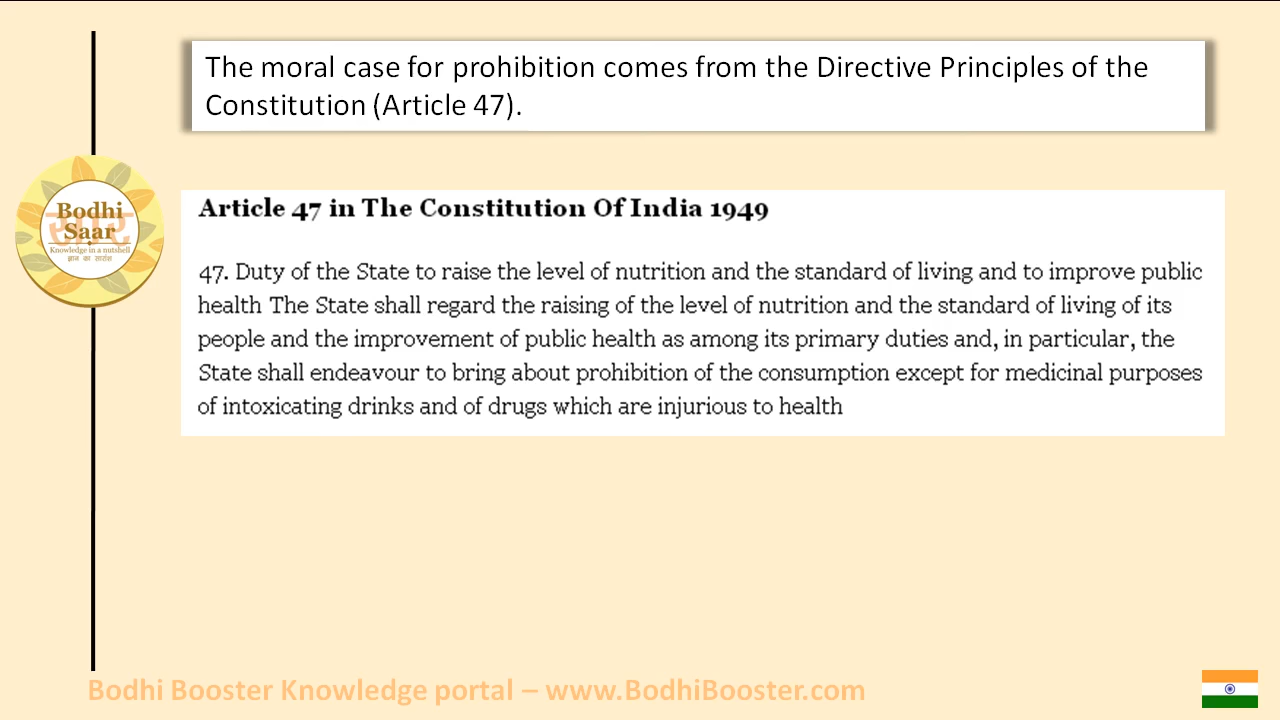 The moral case for prohibition comes from the Directive Principles of the
Constitution (Article 47).
Bodhi
Saar
Knowledge in a nutshell
ज्ञान का सारांश
Article 47 in The Constitution Of India 1949
47. Duty of the State to raise the level of nutrition and the standard of living and to improve public
health The State shall regard the raising of the level of nutrition and the standard of living of its
people and the improvement of public health as among its primary duties and, in particular, the
State shall endeavour to bring about prohibition of the consumption except for medicinal purposes
of intoxicating drinks and of drugs which are injurious to health
Bodhi Booster Knowledge portal – www.BodhiBooster.com